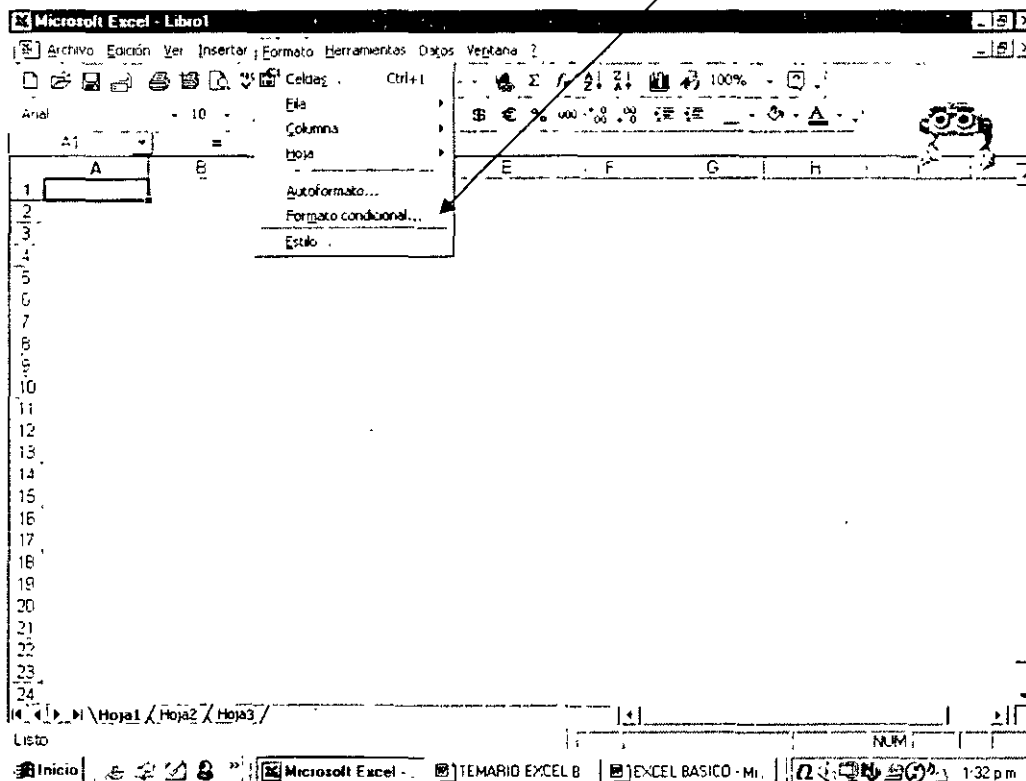 Microsoft Excel - Libro1
Archivo Edición Ver Insertar Formato Herramientas Datos Ventana ?
Celdas . Ctrl+1
100%
Arial 10
$ € % 000
Fila
Columna
A1 =
Hoja
A B E F G H I
Autoformato...
Formato condicional...
Estilo .
1
2
3
4
5
6
7
8
9
10
11
12
13
14
15
16
17
18
19
20
21
22
23
24
Hoja1 / Hoja2 / Hoja3 /
Listo NUM
Inicio » Microsoft Excel - . TEMARIO EXCEL B EXCEL BASICO - Mi. 1:32 p m